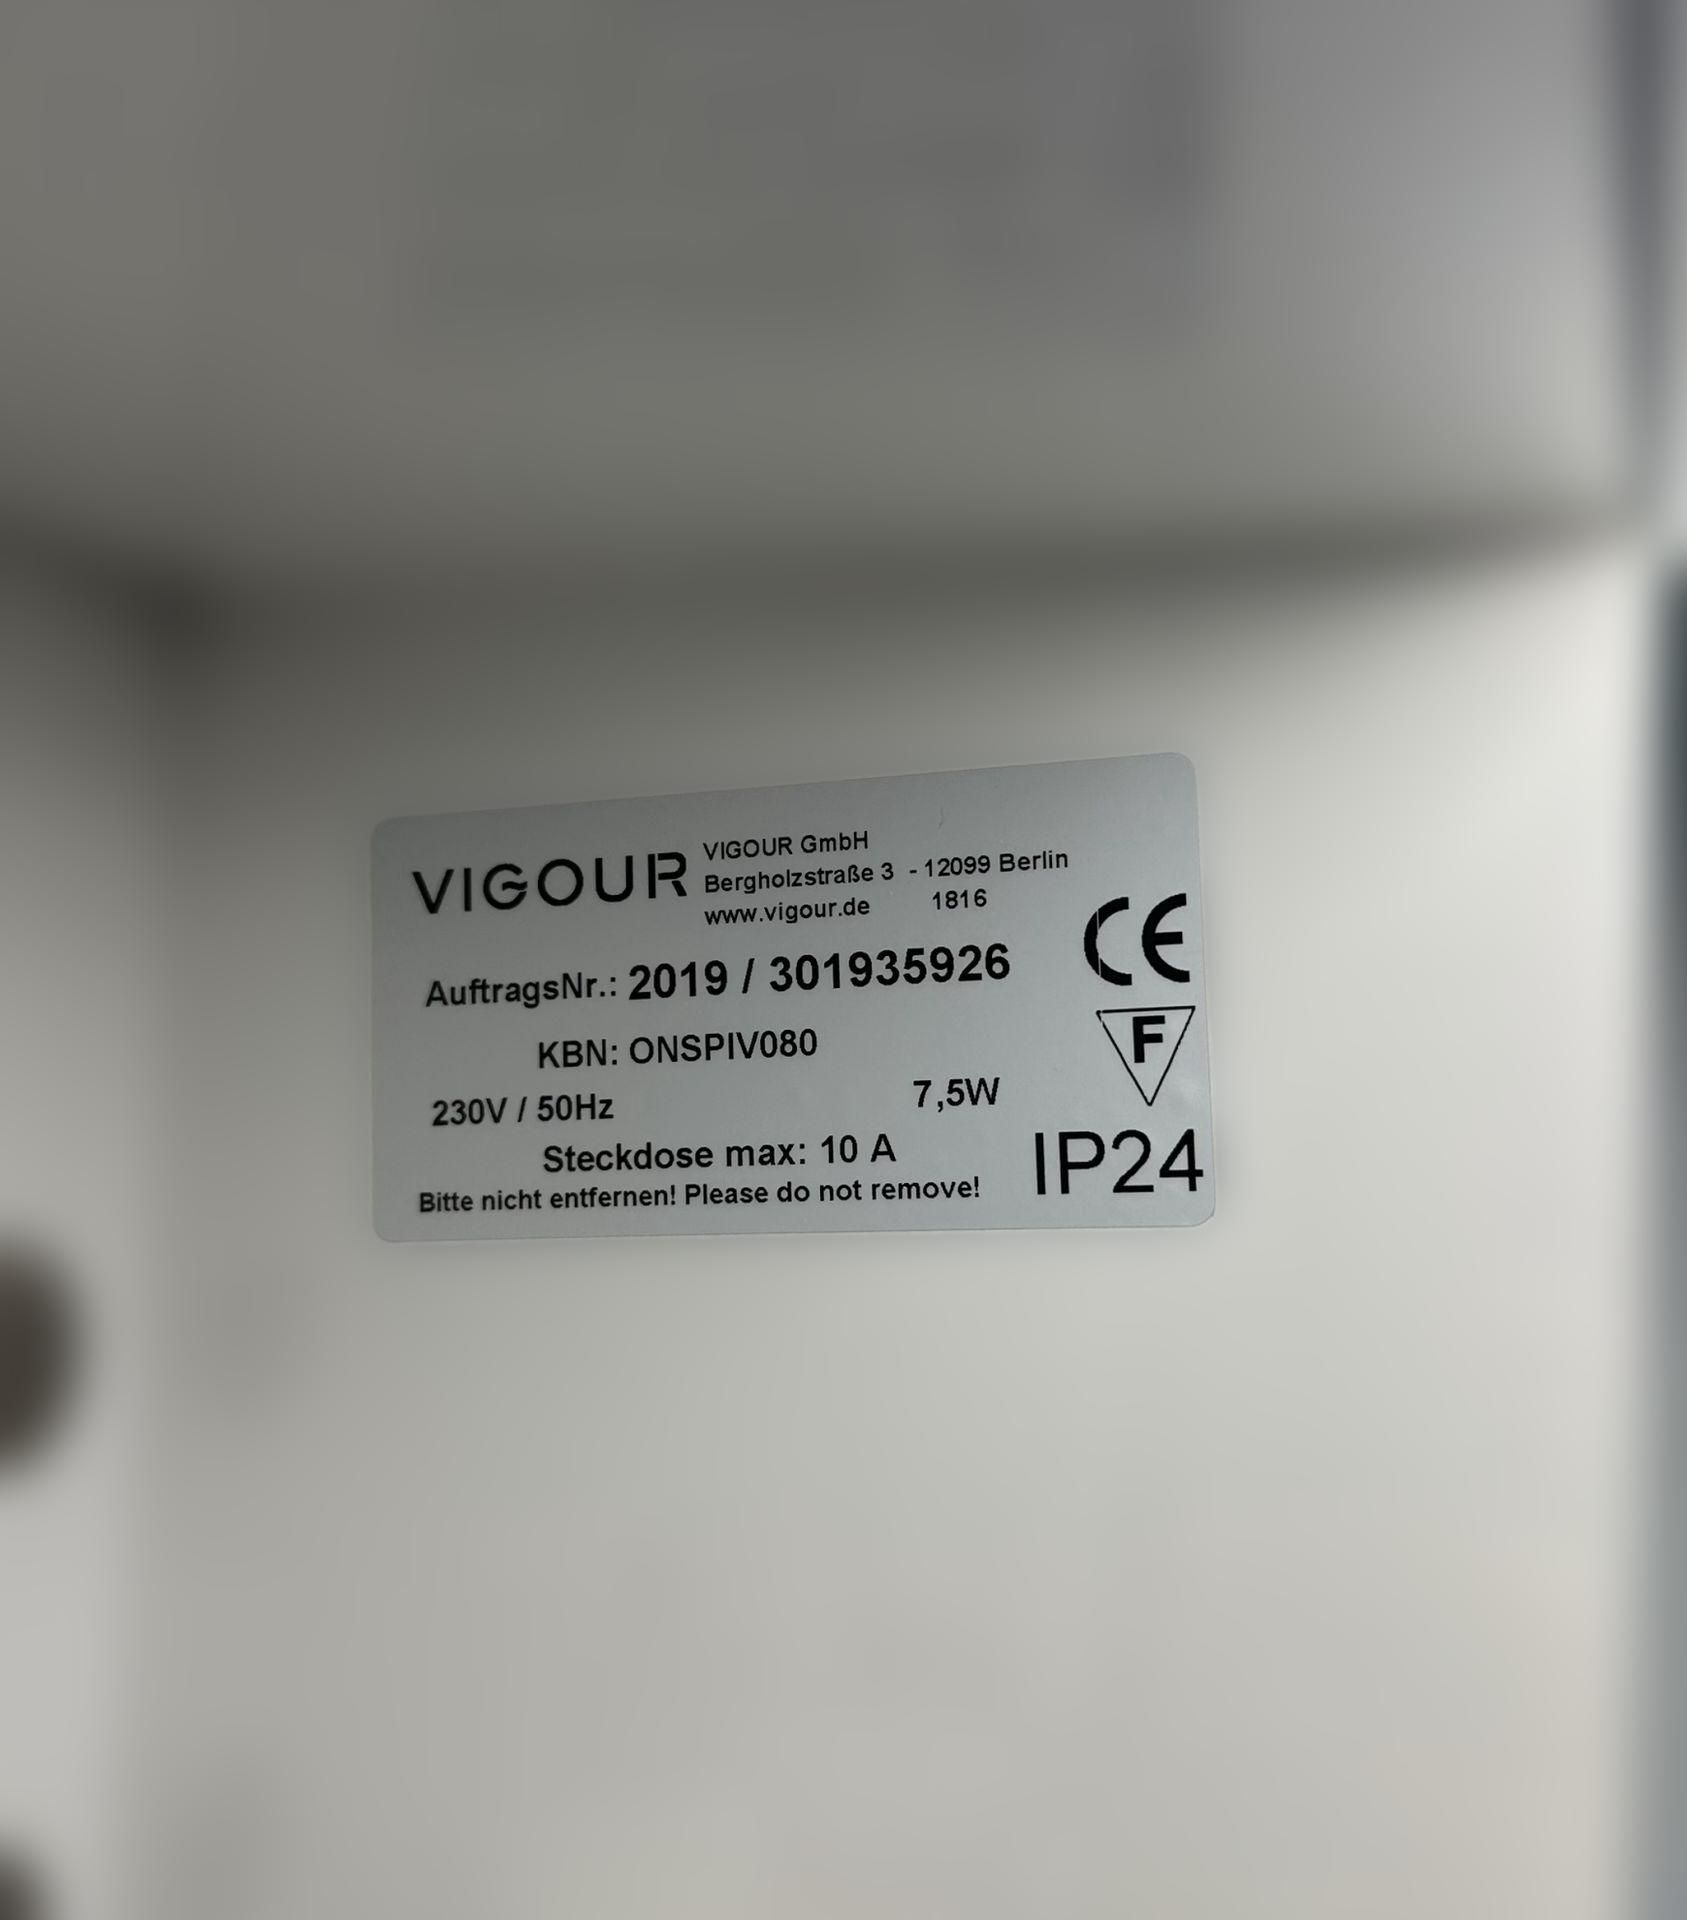 VIGOUR
VIGOUR GmbH
Bergholzstraße 3 - 12099 Berlin
www.vigour.de 1816
CE
AuftragsNr.: 2019 / 301935926
KBN: ONSPIV080
F
230V / 50Hz 7,5W
Steckdose max: 10 A
IP24
Bitte nicht entfernen! Please do not remove!